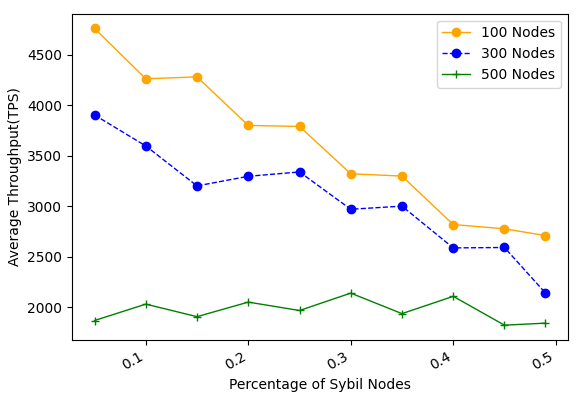 100 Nodes
300 Nodes
500 Nodes
Average Throughput(TPS)
4500
4000
3500
3000
2500
2000
0.1
0.2
0.3
0.4
0.5
Percentage of Sybil Nodes